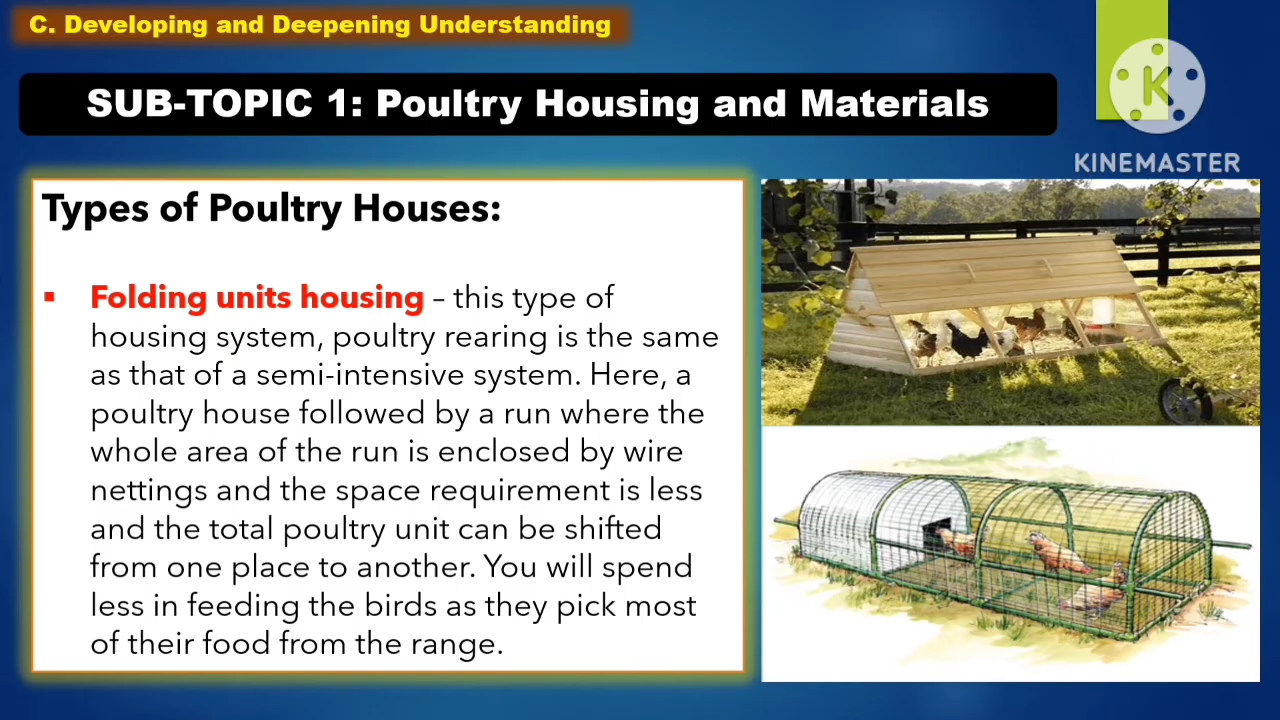 C. Developing and Deepening Understanding
SUB-TOPIC 1: Poultry Housing and Materials
K
KINEMASTER
Types of Poultry Houses:
▪ Folding units housing – this type of
housing system, poultry rearing is the same
as that of a semi-intensive system. Here, a
poultry house followed by a run where the
whole area of the run is enclosed by wire
nettings and the space requirement is less
and the total poultry unit can be shifted
from one place to another. You will spend
less in feeding the birds as they pick most
of their food from the range.